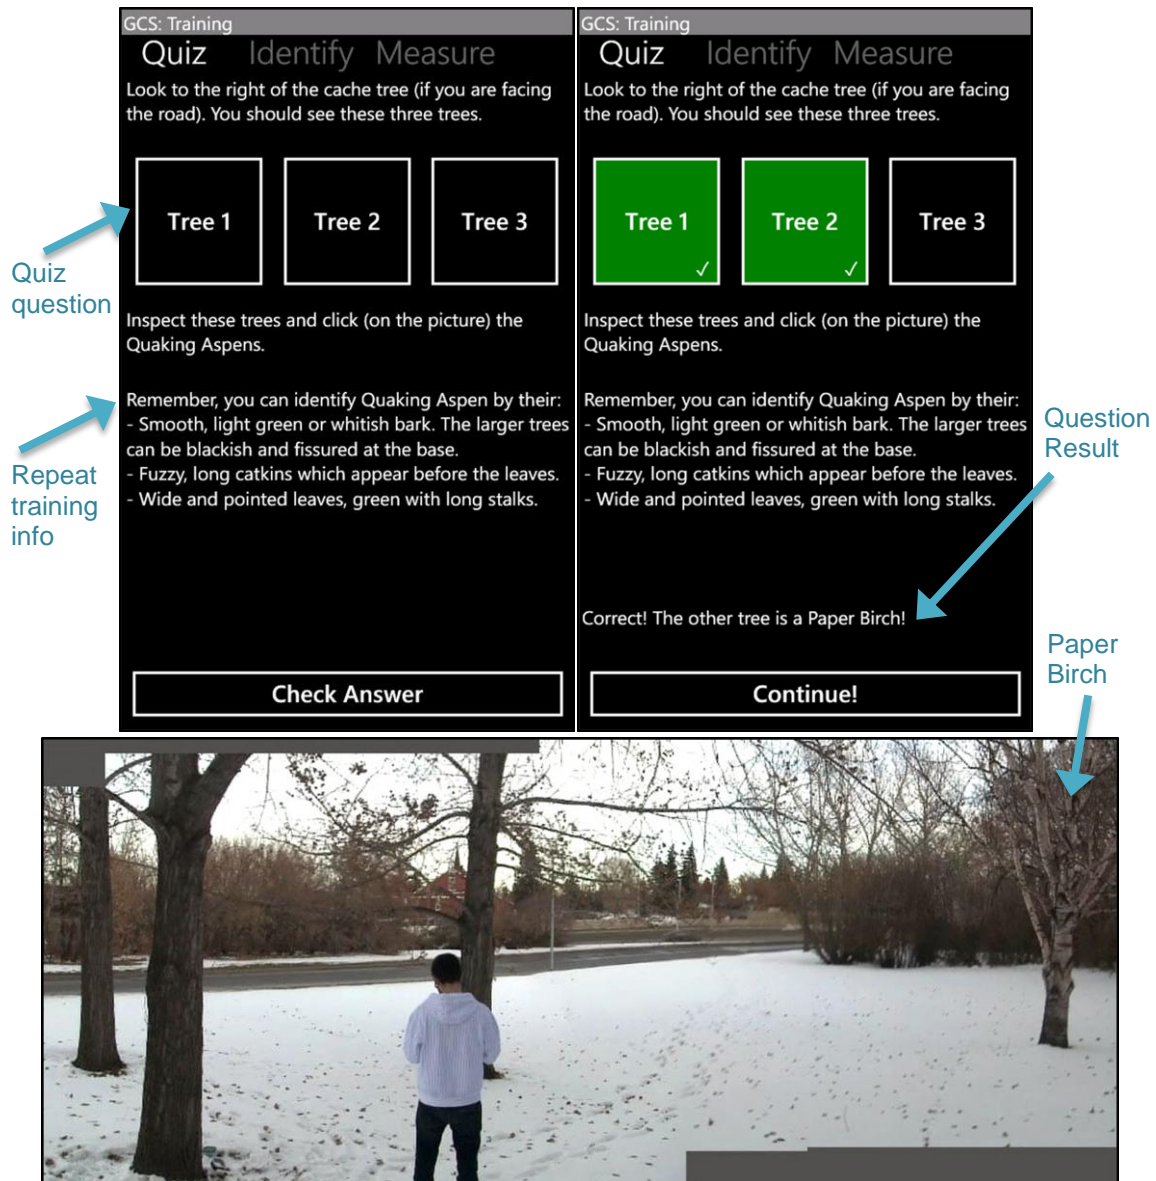 GCS: Training
Quiz Identify Measure
Look to the right of the cache tree (if you are facing
the road). You should see these three trees.
Tree 1
Tree 2
Tree 3
Inspect these trees and click (on the picture) the
Quaking Aspens.
Remember, you can identify Quaking Aspen by their:
- Smooth, light green or whitish bark. The larger trees
can be blackish and fissured at the base.
- Fuzzy, long catkins which appear before the leaves.
- Wide and pointed leaves, green with long stalks.
Check Answer
GCS: Training
Quiz Identify Measure
Look to the right of the cache tree (if you are facing
the road). You should see these three trees.
Tree 1
Tree 2
Tree 3
Inspect these trees and click (on the picture) the
Quaking Aspens.
Remember, you can identify Quaking Aspen by their:
- Smooth, light green or whitish bark. The larger trees
can be blackish and fissured at the base.
- Fuzzy, long catkins which appear before the leaves.
- Wide and pointed leaves, green with long stalks.
Correct! The other tree is a Paper Birch!
Continue!
Quiz
question
Repeat
training
info
Question
Result
Paper
Birch